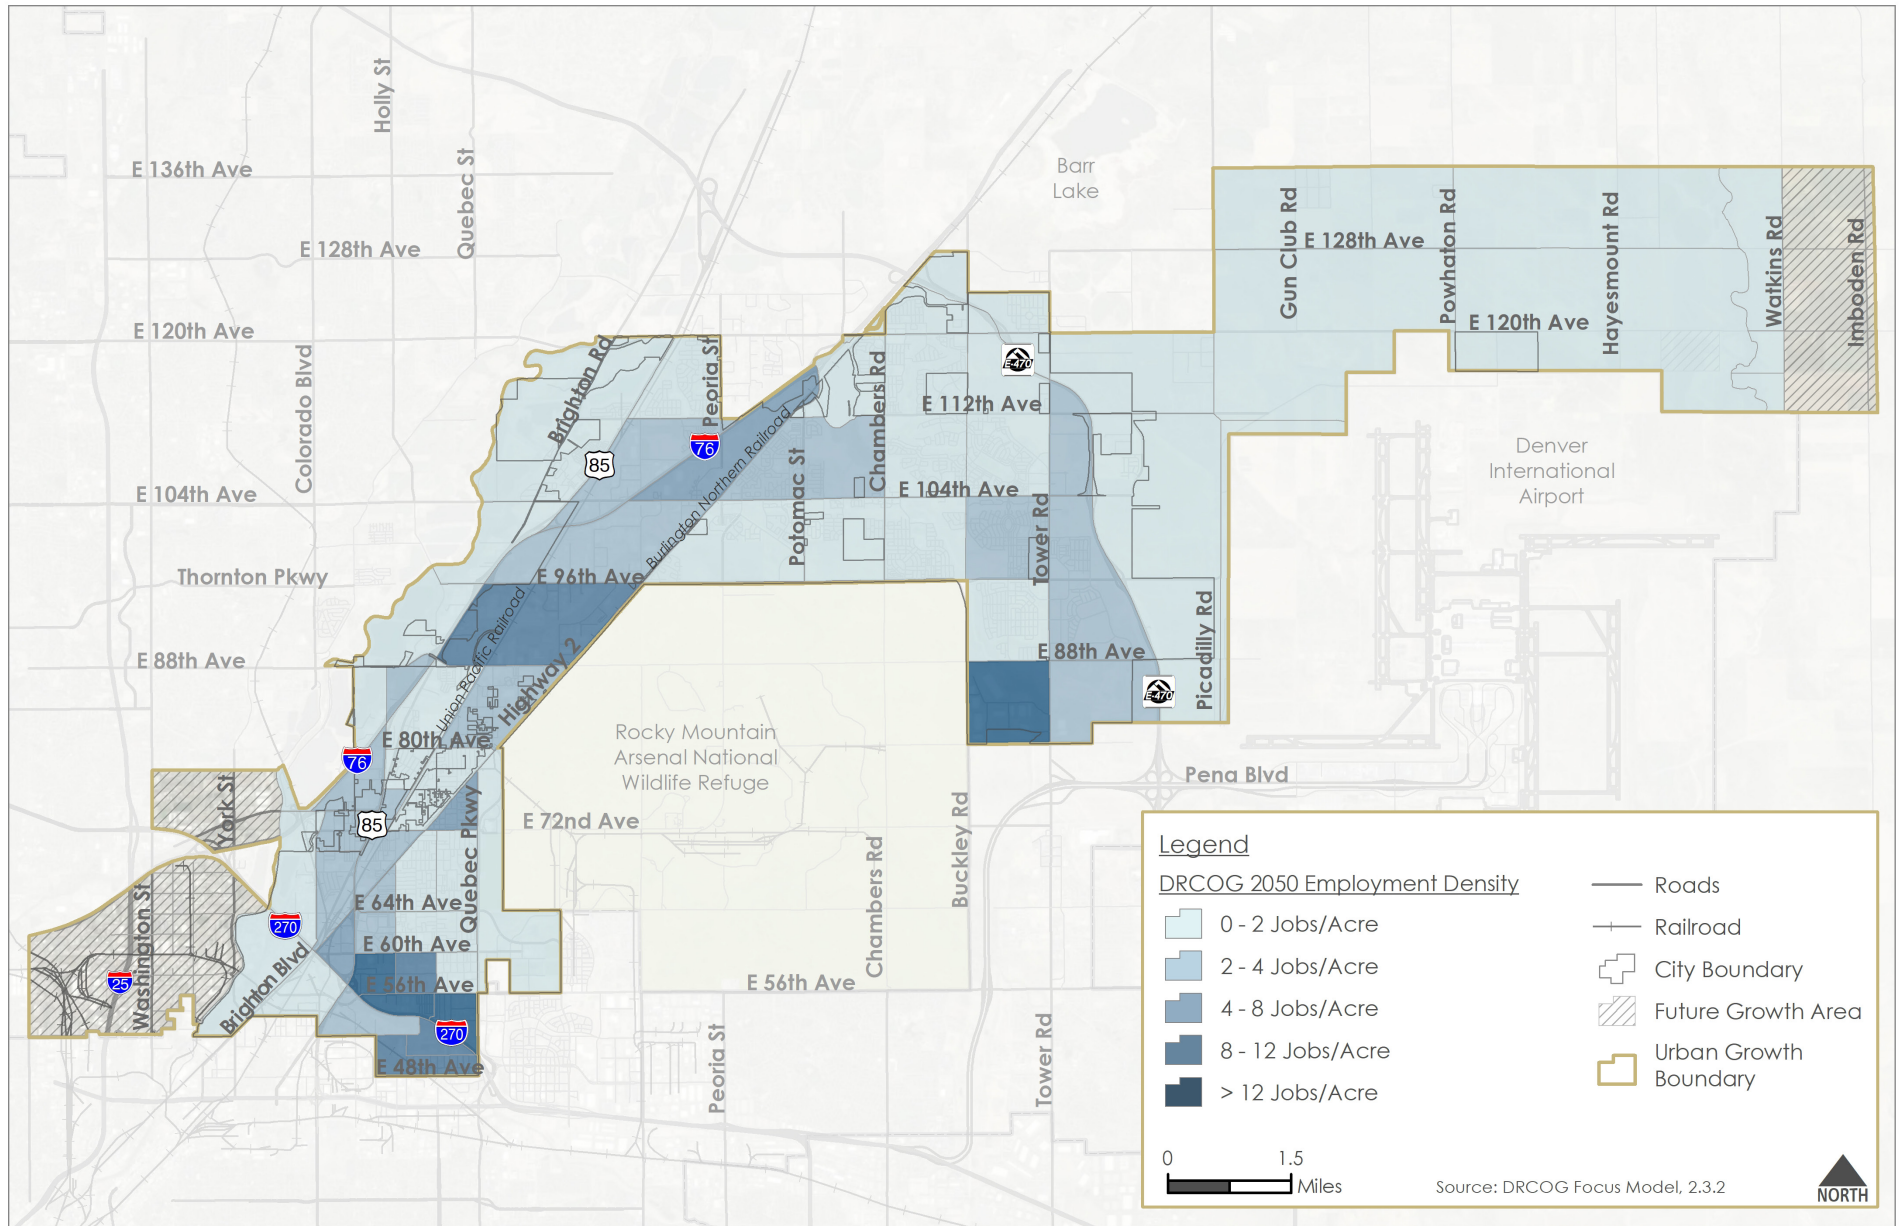 Holly St
Quebec St
E 136th Ave
Barr
Lake
E 128th Ave
Gun Club Rd
E 128th Ave
Powhaton Rd
Hayesmount Rd
Watkins Rd
Imboden Rd
E 120th Ave
E 120th Ave
Colorado Blvd
Brighton Rd
Peoria St
Chambers Rd
E-470
E 112th Ave
76
85
Burlington Northern Railroad
Potomac St
E 104th Ave
E 104th Ave
Tower Rd
Denver
International
Airport
Thornton Pkwy
E 96th Ave
Union Pacific Railroad
Highway 2
E 88th Ave
E 88th Ave
Picadilly Rd
E-470
Rocky Mountain
Arsenal National
Wildlife Refuge
E 80th Ave
76
Pena Blvd
York St
85
Quebec Pkwy
E 72nd Ave
Chambers Rd
Buckley Rd
Washington St
E 64th Ave
270
E 60th Ave
Brighton Blvd
25
E 56th Ave
E 56th Ave
270
E 48th Ave
Peoria St
Tower Rd
Legend
DRCOG 2050 Employment Density
0 - 2 Jobs/Acre
2 - 4 Jobs/Acre
4 - 8 Jobs/Acre
8 - 12 Jobs/Acre
> 12 Jobs/Acre
Roads
Railroad
City Boundary
Future Growth Area
Urban Growth
Boundary
0 1.5
Miles
Source: DRCOG Focus Model, 2.3.2
NORTH